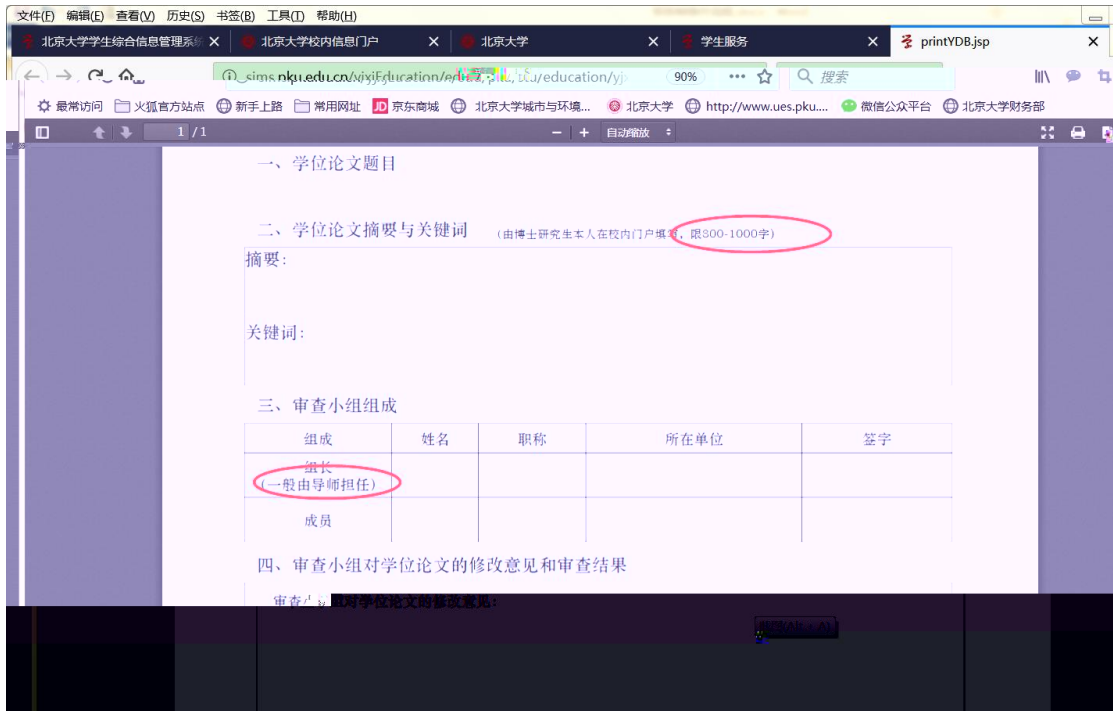 文件(F) 编辑(E) 查看(V) 历史(S) 书签(B) 工具(T) 帮助(H)
北京大学学生综合信息管理系统 北京大学校内信息门户 北京大学 学生服务 printYDB.jsp
sims.pku.edu.cn 90% 搜索
最常访问 火狐官方站点 新手上路 常用网址 JD 京东商城 北京大学城市与环境... 北京大学 http://www.ues.pku.... 微信公众平台 北京大学财务部
1 / 1 — + 自动缩放
一、学位论文题目
二、学位论文摘要与关键词 (由博士研究生本人在校内门户填写,限800-1000字)
摘要:
关键词:
三、审查小组组成
组成 姓名 职称 所在单位 签字
组长
(一般由导师担任)
成员
四、审查小组对学位论文的修改意见和审查结果
审查小组对学位论文的修改意见: